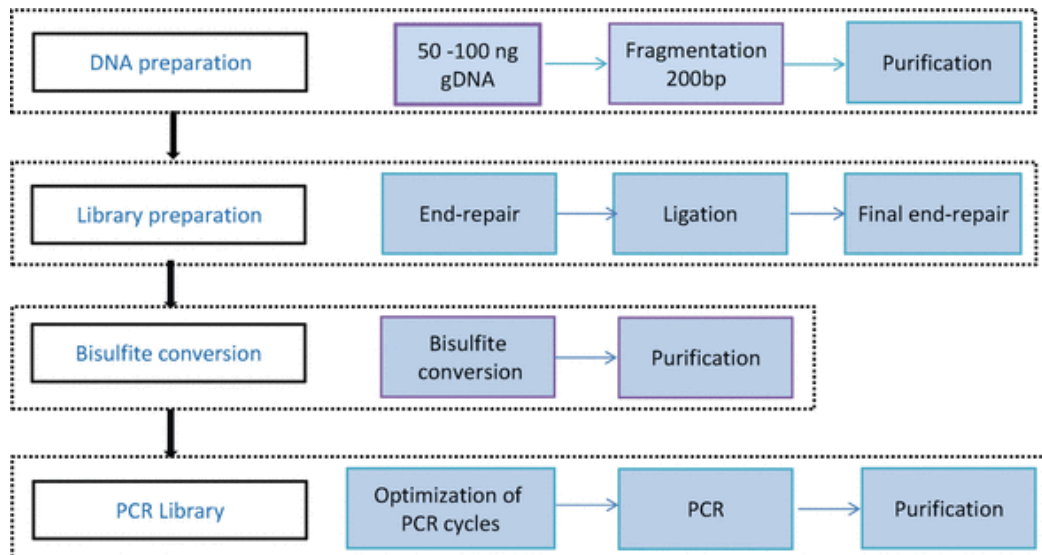 DNA preparation
50 -100 ng
gDNA
Fragmentation
200bp
Purification
Library preparation
End-repair
Ligation
Final end-repair
Bisulfite conversion
Bisulfite
conversion
Purification
PCR Library
Optimization of
PCR cycles
PCR
Purification